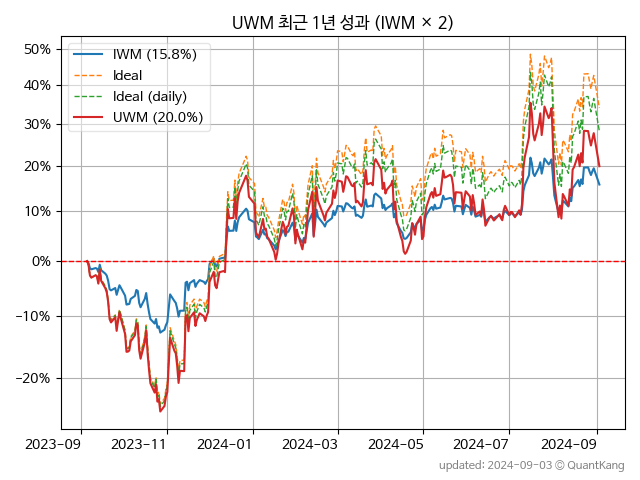 UWM 최근 1년 성과 (IWM × 2)
IWM (15.8%)
Ideal
Ideal (daily)
UWM (20.0%)
50%
40%
30%
20%
10%
0%
−10%
−20%
2023-09
2023-11
2024-01
2024-03
2024-05
2024-07
2024-09
updated: 2024-09-03 © QuantKang